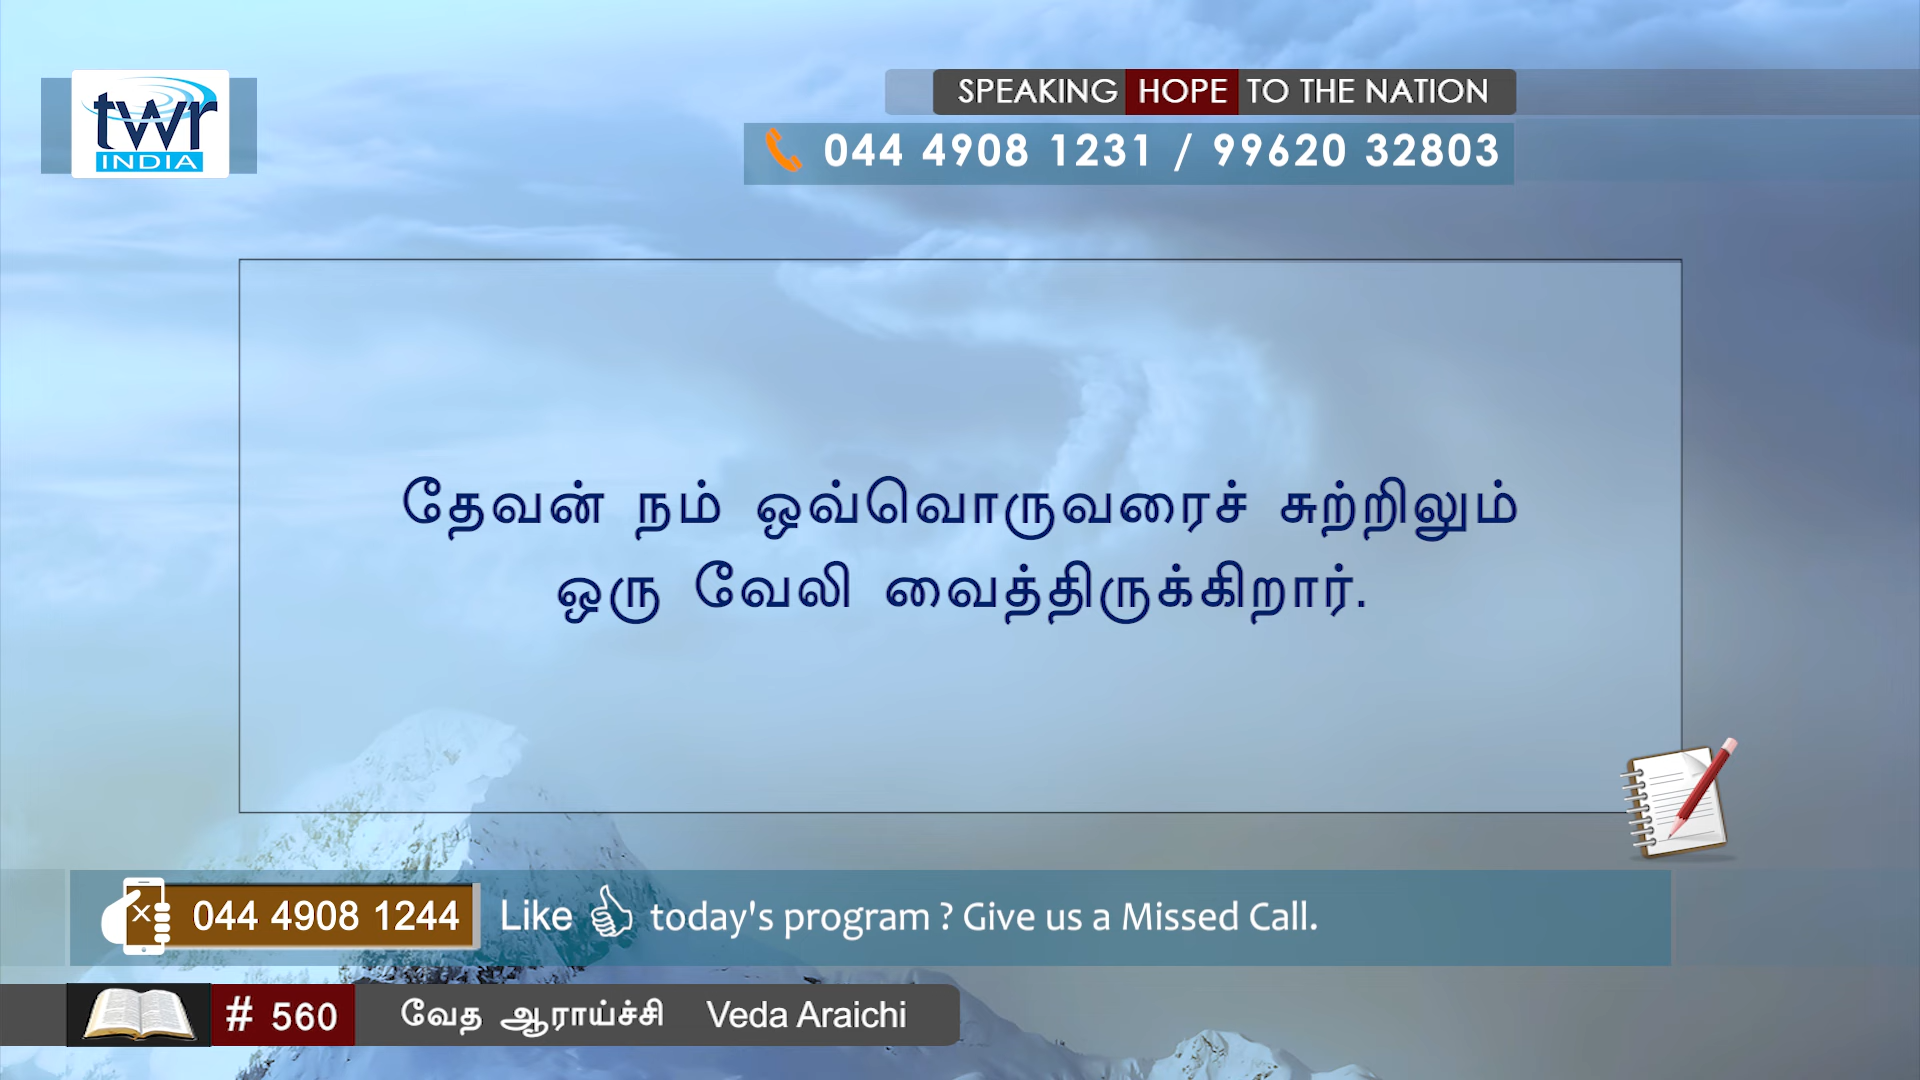 twr
INDIA
SPEAKING HOPE TO THE NATION
044 4908 1231 / 99620 32803
தேவன் நம் ஒவ்வொருவரைச் சுற்றிலும்
ஒரு வேலி வைத்திருக்கிறார்.
044 4908 1244 Like today's program ? Give us a Missed Call.
# 560 வேத ஆராய்ச்சி Veda Araichi